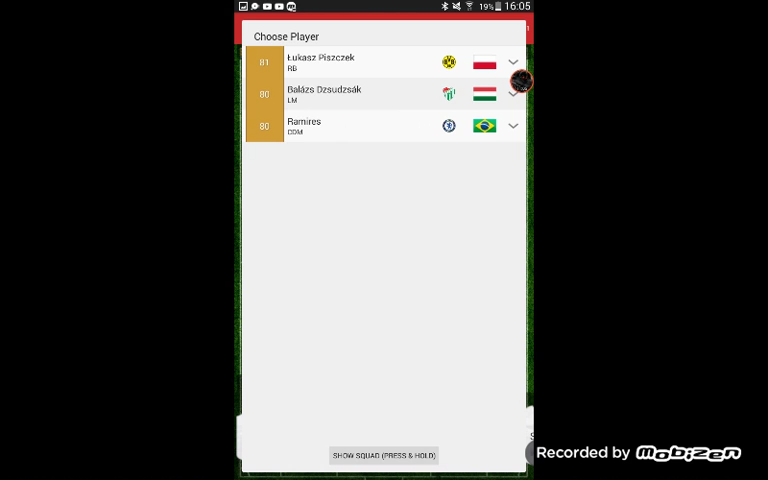 19% 16:05
Choose Player
81 Łukasz Piszczek
RB
80 Balázs Dzsudzsák
LM
80 Ramires
CDM
SHOW SQUAD (PRESS & HOLD)
Recorded by Mobizen